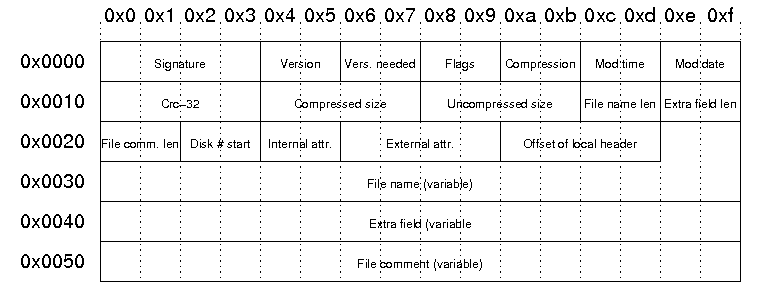 0x0 0x1 0x2 0x3 0x4 0x5 0x6 0x7 0x8 0x9 0xa 0xb 0xc 0xd 0xe 0xf
0x0000 Signature Version Vers. needed Flags Compression Mod time Mod date
0x0010 Crc-32 Compressed size Uncompressed size File name len Extra field len
0x0020 File comm. len Disk # start Internal attr. External attr. Offset of local header
0x0030 File name (variable)
0x0040 Extra field (variable
0x0050 File comment (variable)